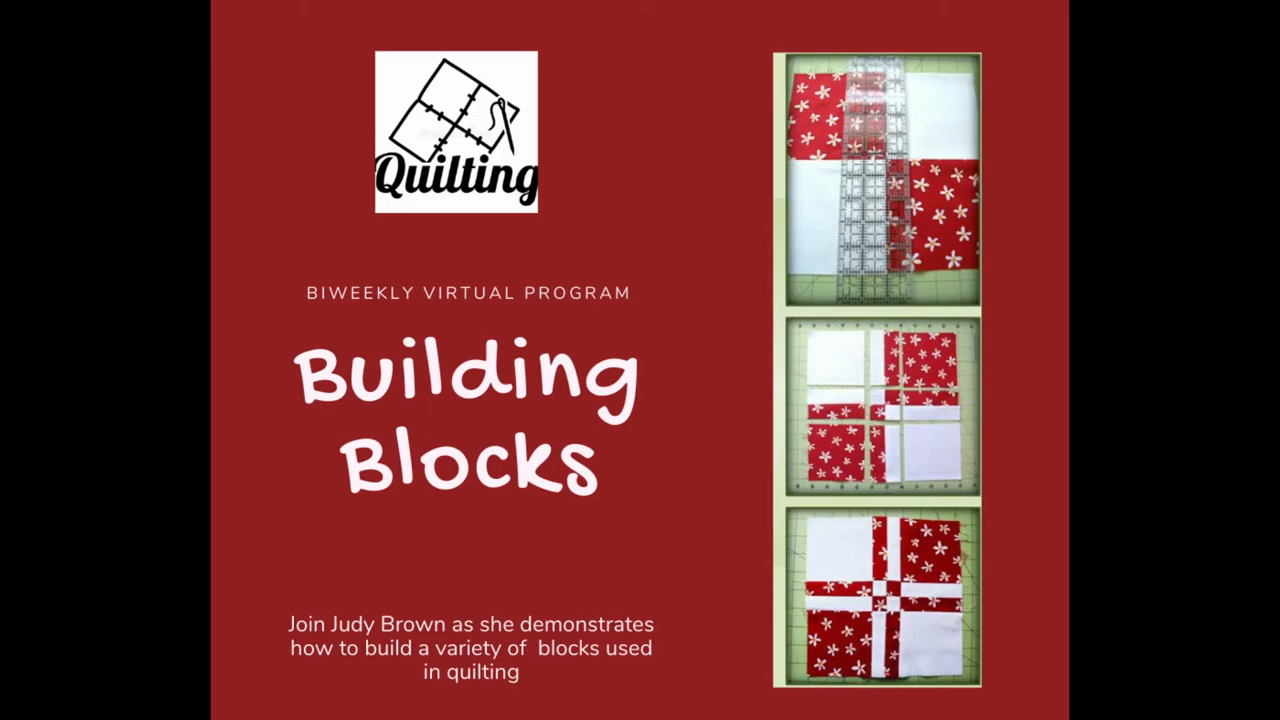 Quilting
BIWEEKLY VIRTUAL PROGRAM
Building
Blocks
Join Judy Brown as she demonstrates
how to build a variety of blocks used
in quilting